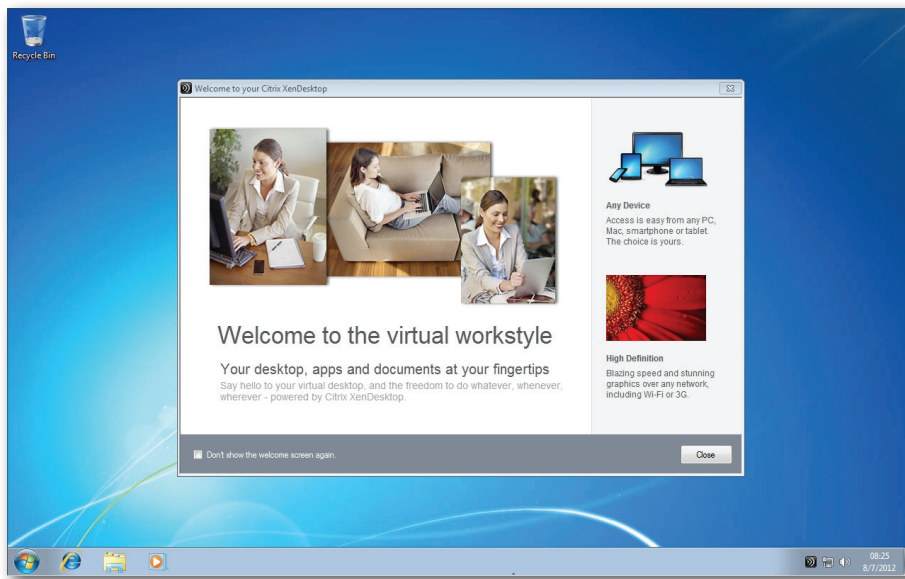 Recycle Bin
Welcome to your Citrix XenDesktop
Any Device
Access is easy from any PC,
Mac, smartphone or tablet.
The choice is yours.
Welcome to the virtual workstyle
Your desktop, apps and documents at your fingertips
Say hello to your virtual desktop, and the freedom to do whatever, whenever,
wherever - powered by Citrix XenDesktop.
High Definition
Blazing speed and stunning
graphics over any network,
including Wi-Fi or 3G.
Don't show the welcome screen again.
Close
08:25
8/7/2012